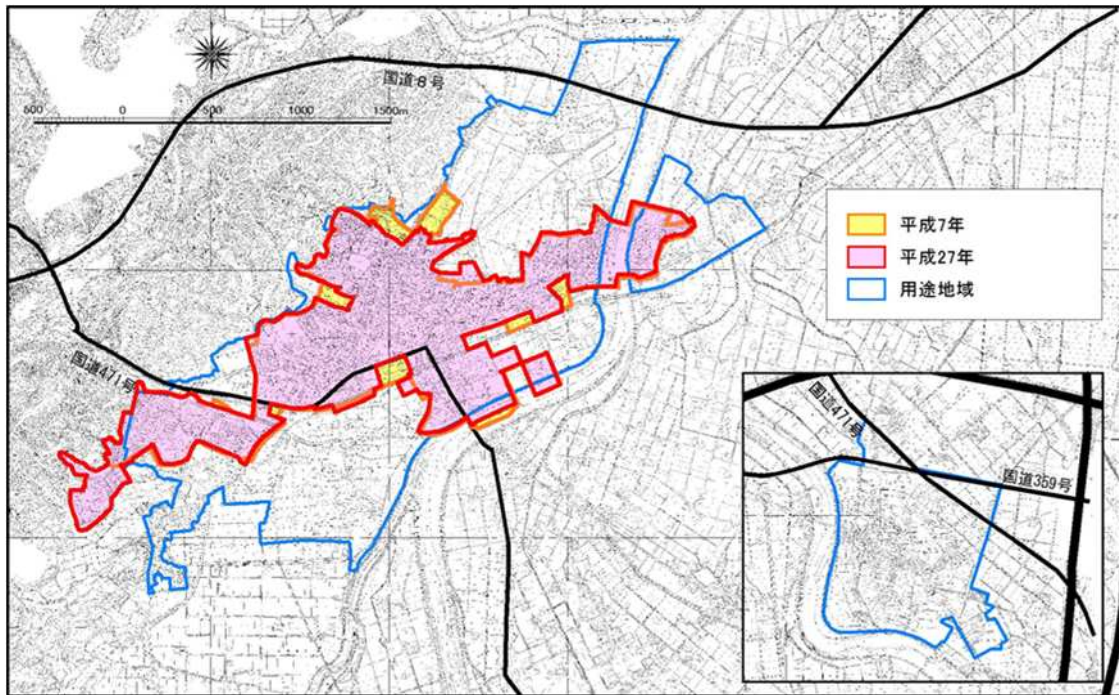 国道8号
500 0 500 1000 1500m
平成7年
平成27年
用途地域
国道471号
国道471号
国道359号